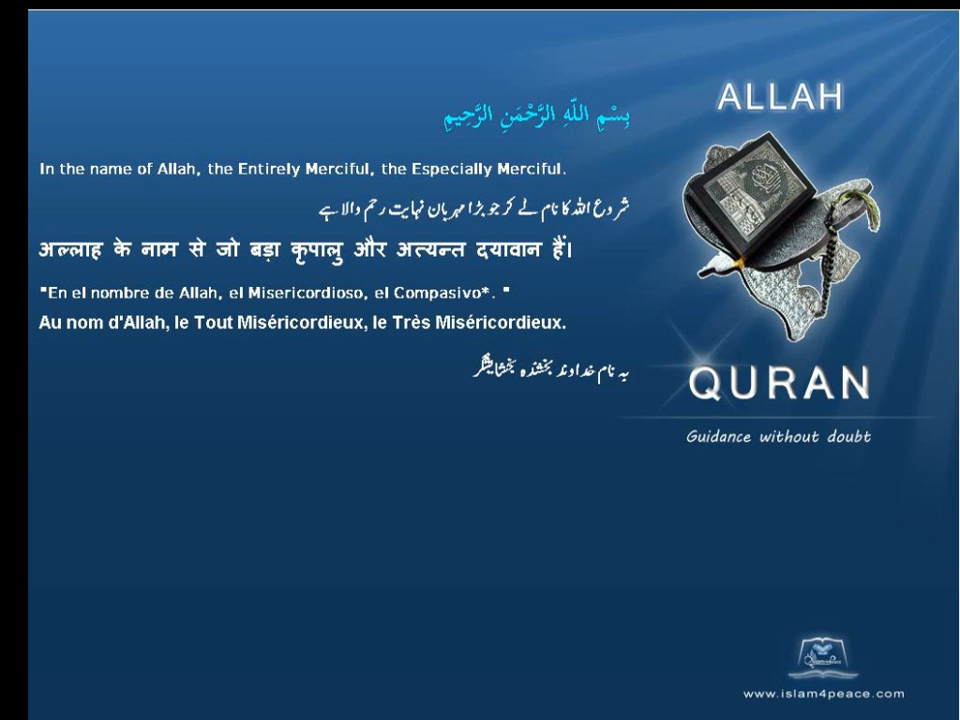 بِسْمِ اللّهِ الرَّحْمَنِ الرَّحِيمِ
In the name of Allah, the Entirely Merciful, the Especially Merciful.
شروع الله کا نام لے کر جو بڑا مہربان نہایت رحم والا ہے
अल्लाह के नाम से जो बड़ा कृपालु और अत्यन्त दयावान हैं।
"En el nombre de Allah, el Misericordioso, el Compasivo*. "
Au nom d'Allah, le Tout Miséricordieux, le Très Miséricordieux.
به نام خداوند بخشنده بخشایشگر
ALLAH
QURAN
Guidance without doubt
www.islam4peace.com